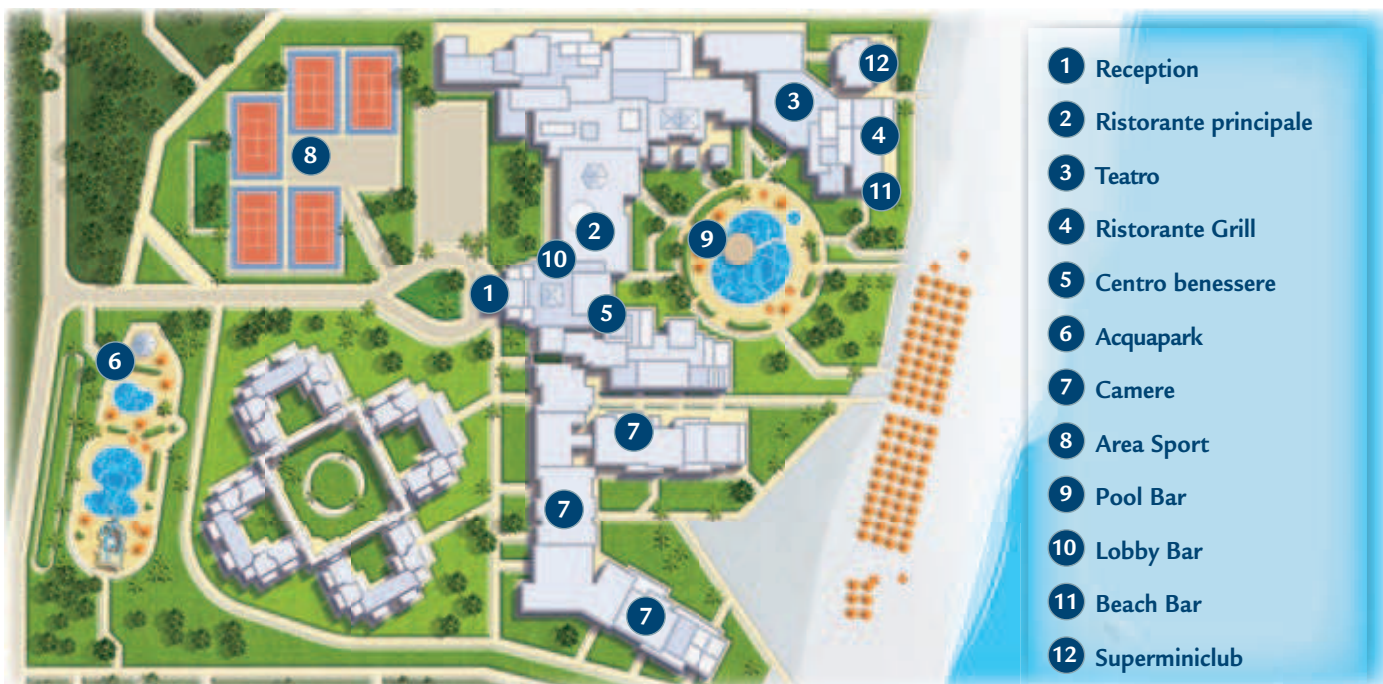 12
3
4
8
11
2
9
10
1
5
6
7
7
7
1 Reception
2 Ristorante principale
3 Teatro
4 Ristorante Grill
5 Centro benessere
6 Acquapark
7 Camere
8 Area Sport
9 Pool Bar
10 Lobby Bar
11 Beach Bar
12 Superminiclub